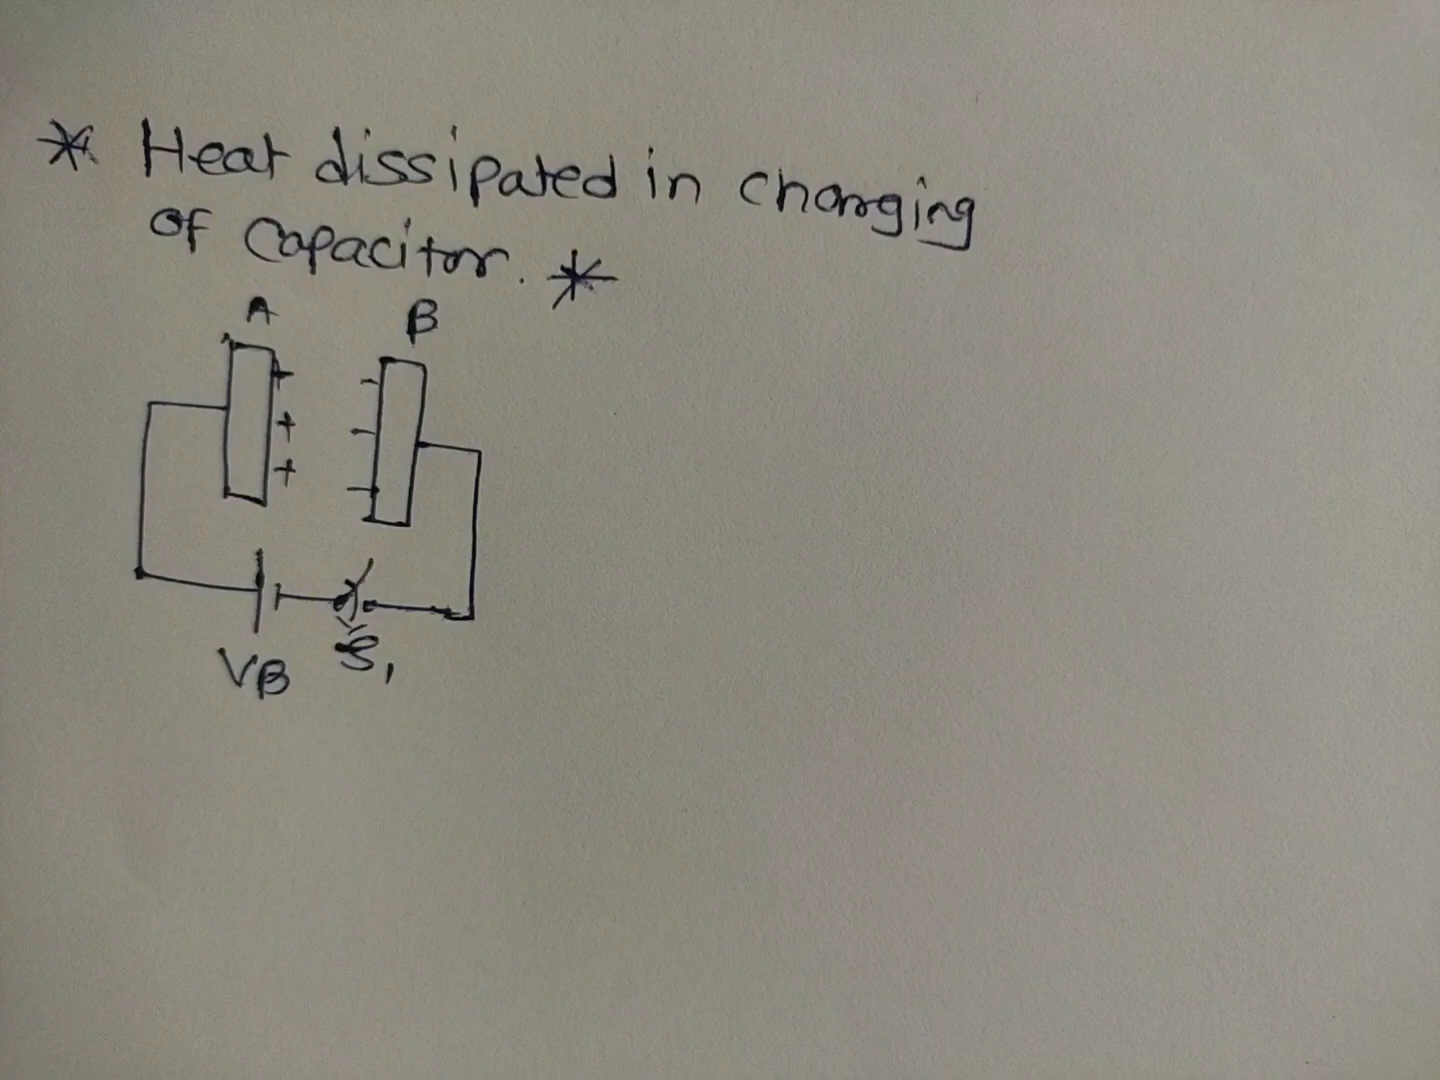 * Heat dissipated in charging
of capacitor. *
A
B
+
-
+
-
+
-
VB
S1